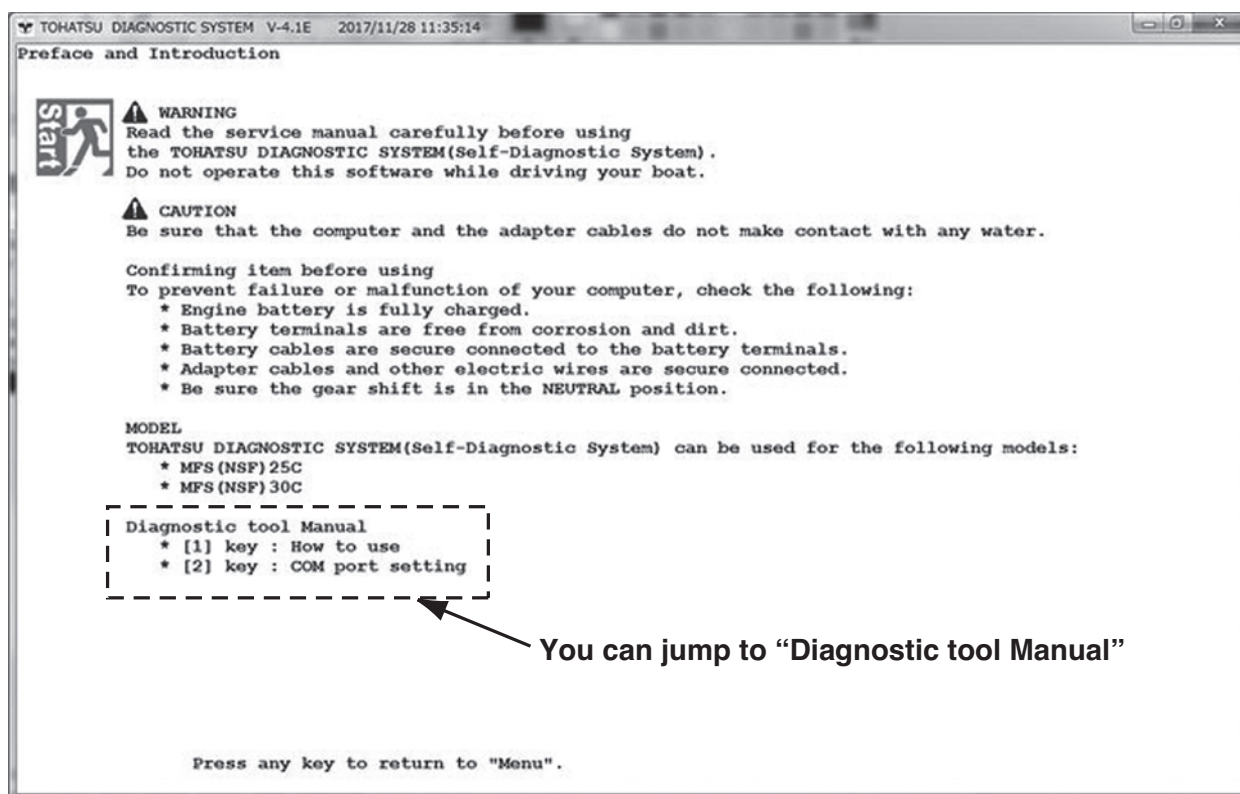 TOHATSU DIAGNOSTIC SYSTEM V-4.1E 2017/11/28 11:35:14
Preface and Introduction
Start
WARNING
Read the service manual carefully before using
the TOHATSU DIAGNOSTIC SYSTEM(Self-Diagnostic System).
Do not operate this software while driving your boat.
CAUTION
Be sure that the computer and the adapter cables do not make contact with any water.
Confirming item before using
To prevent failure or malfunction of your computer, check the following:
* Engine battery is fully charged.
* Battery terminals are free from corrosion and dirt.
* Battery cables are secure connected to the battery terminals.
* Adapter cables and other electric wires are secure connected.
* Be sure the gear shift is in the NEUTRAL position.
MODEL
TOHATSU DIAGNOSTIC SYSTEM(Self-Diagnostic System) can be used for the following models:
* MFS(NSF)25C
* MFS(NSF)30C
Diagnostic tool Manual
* [1] key : How to use
* [2] key : COM port setting
You can jump to “Diagnostic tool Manual”
Press any key to return to "Menu".